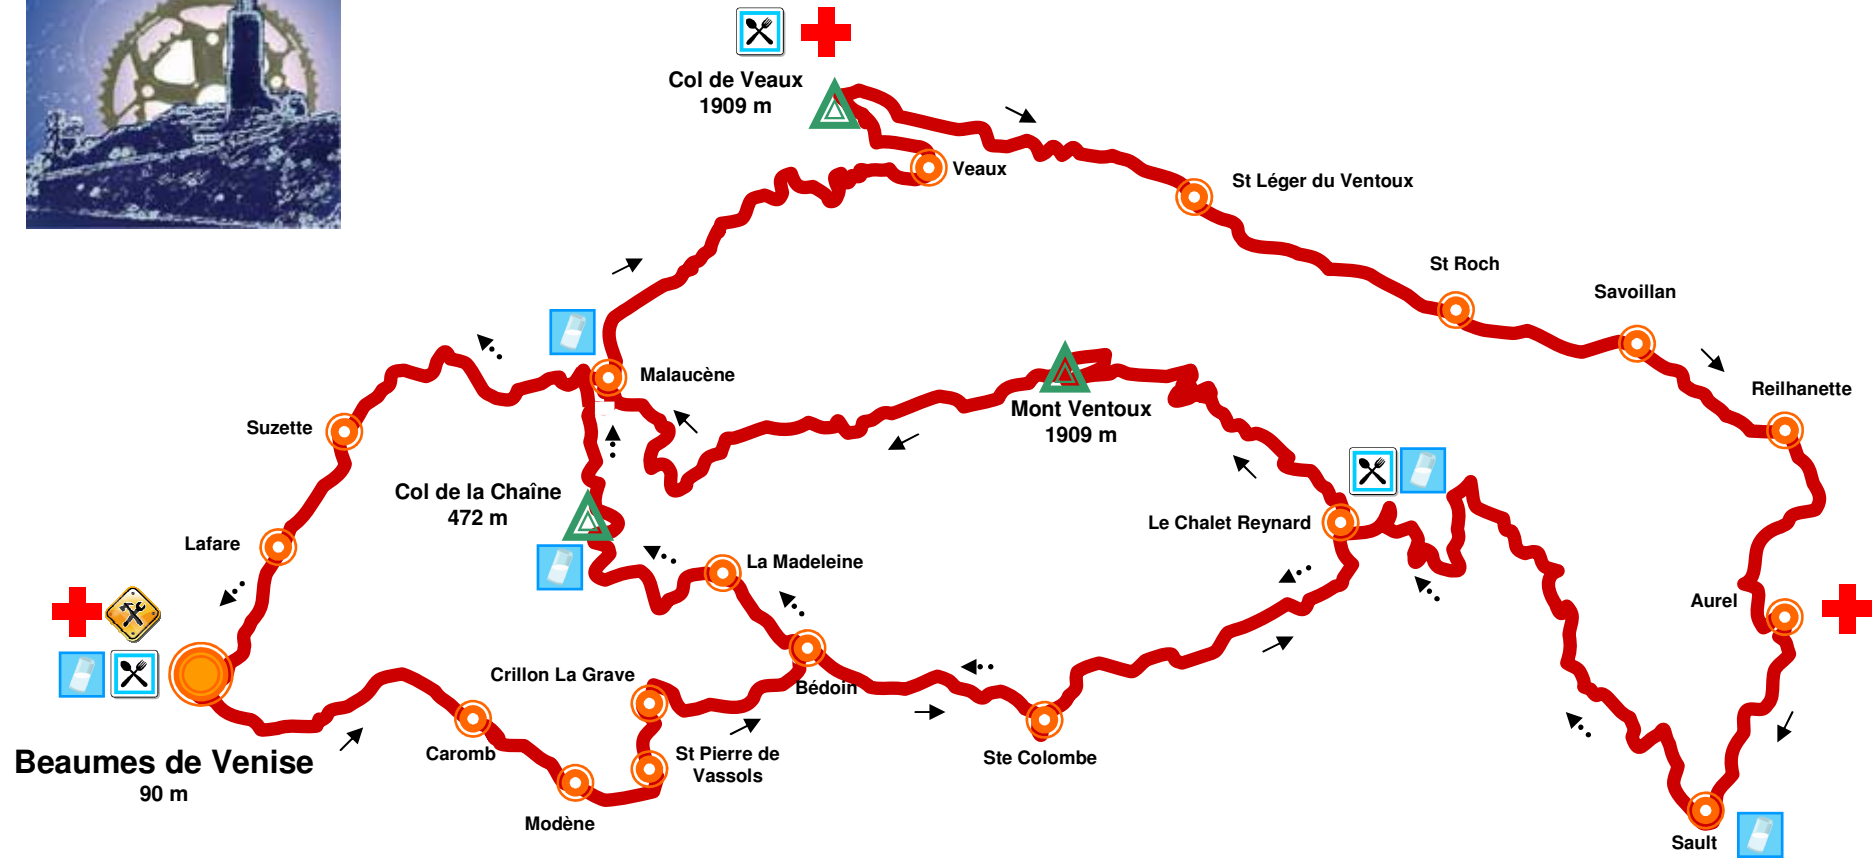 Col de Veaux
1909 m
Veaux
St Léger du Ventoux
St Roch
Savoillan
Malaucène
Reilhanette
Mont Ventoux
1909 m
Suzette
Col de la Chaîne
472 m
Le Chalet Reynard
Lafare
La Madeleine
Aurel
Crillon La Grave
Bédoin
Caromb
St Pierre de
Vassols
Ste Colombe
Beaumes de Venise
90 m
Modène
Sault